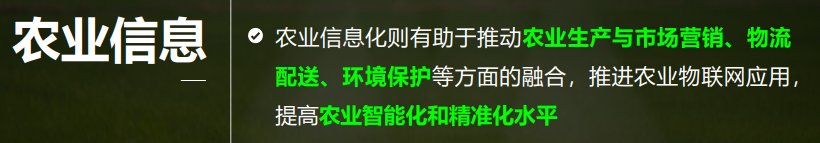 农业信息
农业信息化则有助于推动农业生产与市场营销、物流
配送、环境保护等方面的融合，推进农业物联网应用，
提高农业智能化和精准化水平